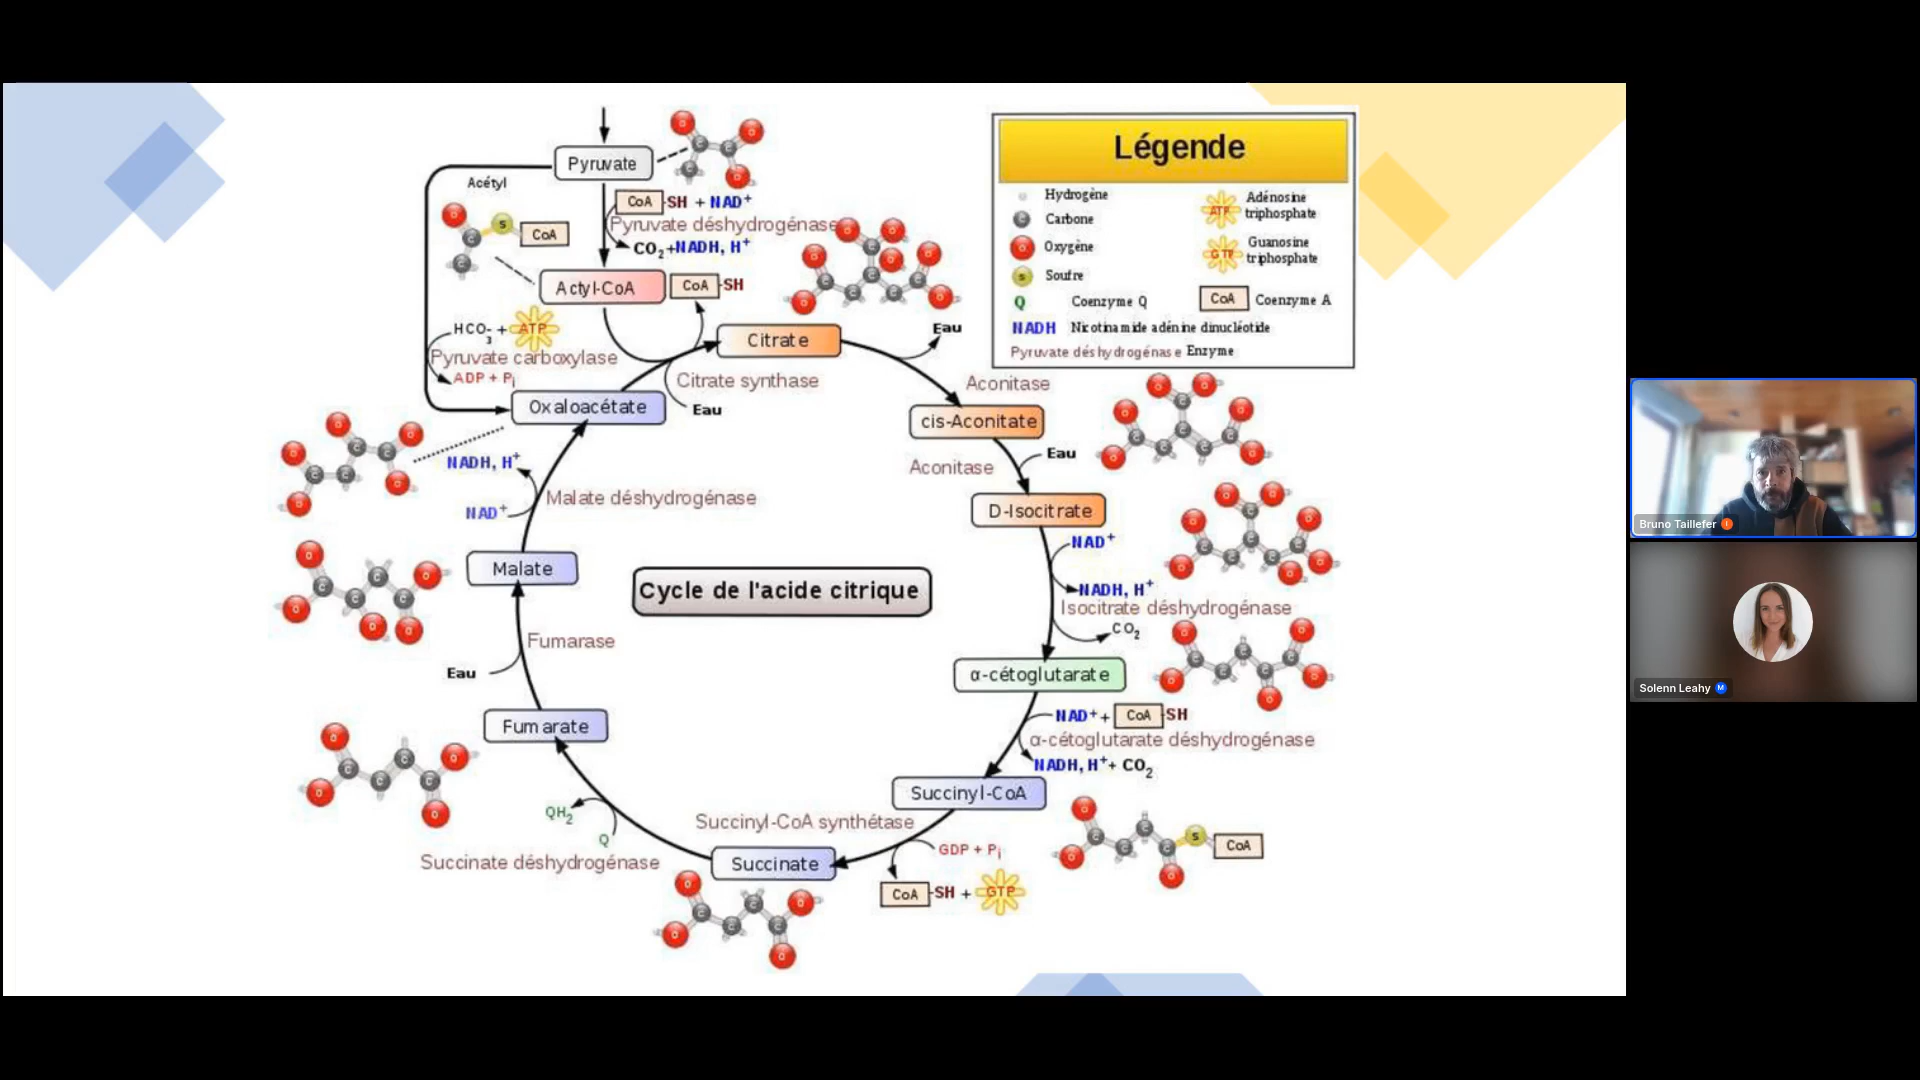 Pyruvate
Acétyl
CoA
CoA -SH + NAD+
Pyruvate déshydrogénase
CO2 + NADH, H+
Actyl-CoA
CoA -SH
HCO3- + ATP
Pyruvate carboxylase
ADP + Pi
Citrate
Eau
Citrate synthase
Eau
Oxaloacétate
Aconitase
cis-Aconitate
Eau
Aconitase
D-Isocitrate
NAD+
NADH, H+
Isocitrate déshydrogénase
CO2
α-cétoglutarate
NAD+ + CoA -SH
α-cétoglutarate déshydrogénase
NADH, H+ + CO2
Succinyl-CoA
CoA
Succinyl-CoA synthétase
GDP + Pi
CoA -SH + GTP
Succinate
QH2
Q
Succinate déshydrogénase
Fumarate
Eau
Fumarase
Malate
NAD+
NADH, H+
Malate déshydrogénase
Cycle de l'acide citrique
Légende
Hydrogène
C Carbone
O Oxygène
S Soufre
Q Coenzyme Q
NADH Nicotinamide adénine dinucléotide
Pyruvate déshydrogénase Enzyme
ATP Adénosine
triphosphate
GTP Guanosine
triphosphate
CoA Coenzyme A
Bruno Taillefer
Solenn Leahy M